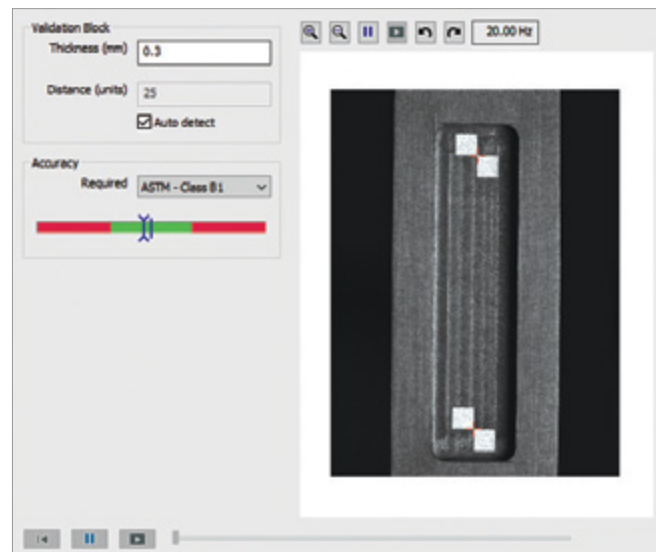 Validation Block
Thickness (mm) 0.3
Distance (units) 25
Auto detect
Accuracy
Required ASTM - Class B1
20.00 Hz